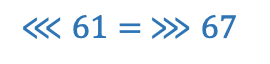 ⋘ 61 = ⋙ 67